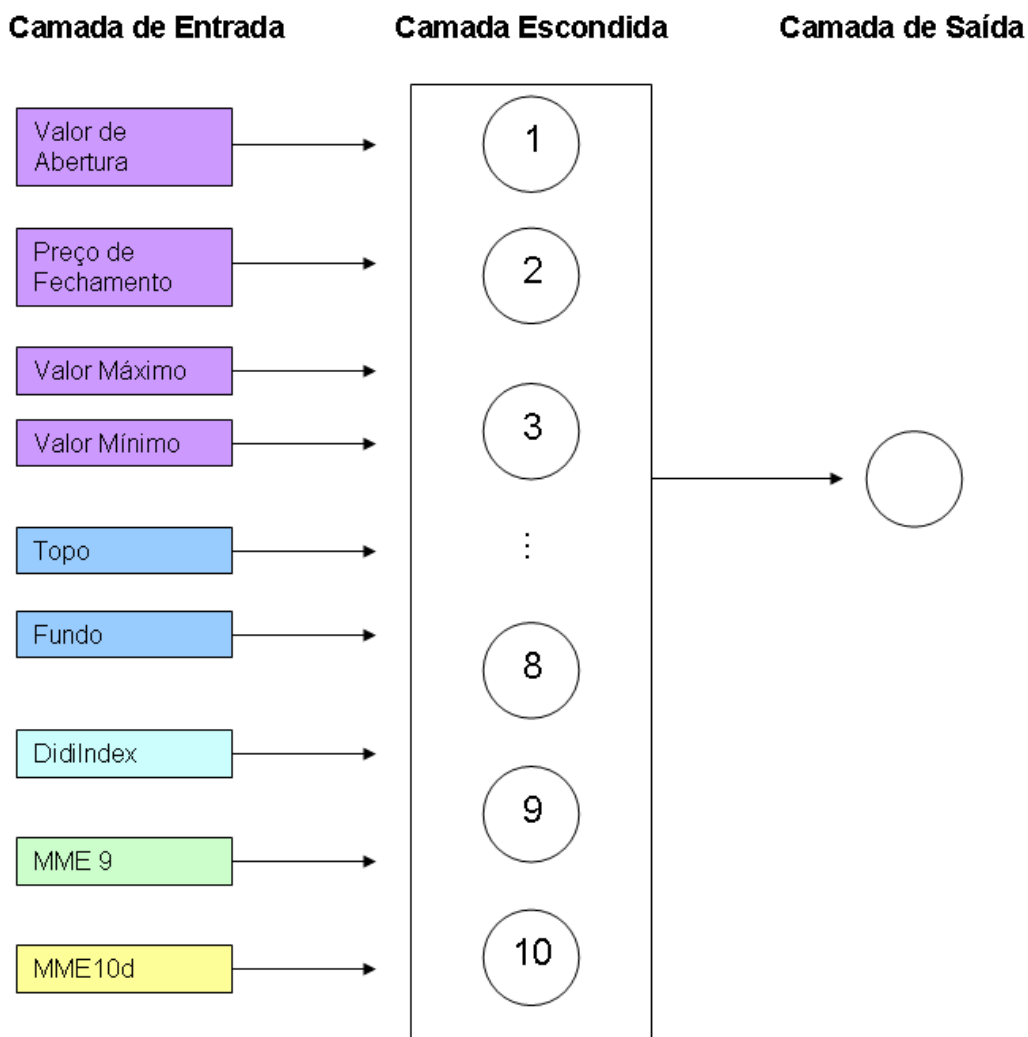 Camada de Entrada
Camada Escondida
Camada de Saída
Valor de
Abertura
Preço de
Fechamento
Valor Máximo
Valor Mínimo
Topo
Fundo
DidiIndex
MME 9
MME10d
1
2
3
⋮
8
9
10